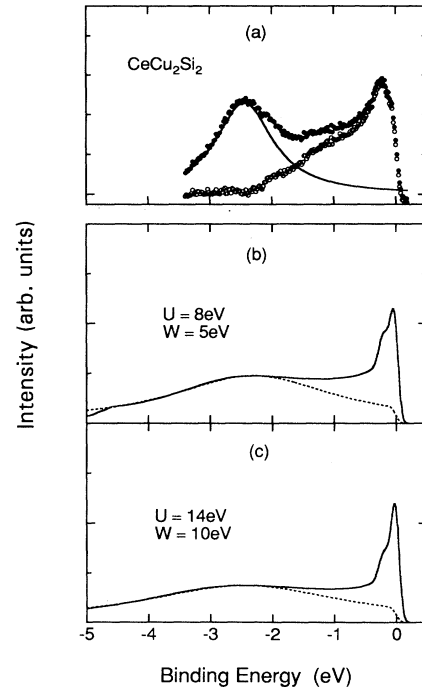 (a)
CeCu₂Si₂
(b)
U = 8eV
W = 5eV
(c)
U = 14eV
W = 10eV
Intensity (arb. units)
-5 -4 -3 -2 -1 0
Binding Energy (eV)